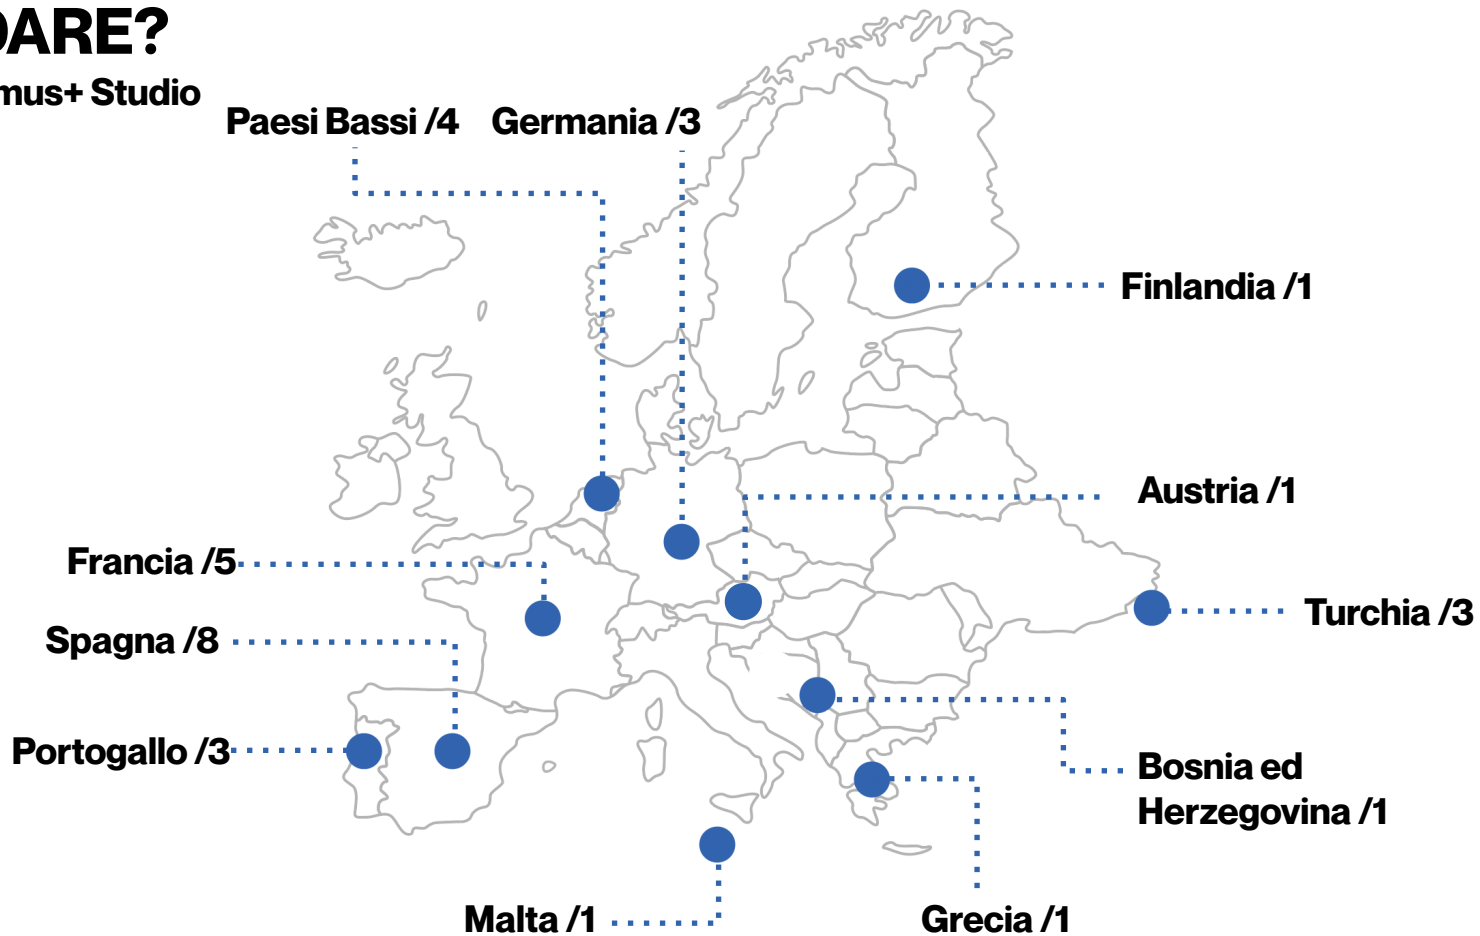 DARE?
mus+ Studio
Paesi Bassi /4
Germania /3
Finlandia /1
Austria /1
Francia /5
Turchia /3
Spagna /8
Portogallo /3
Bosnia ed
Herzegovina /1
Malta /1
Grecia /1